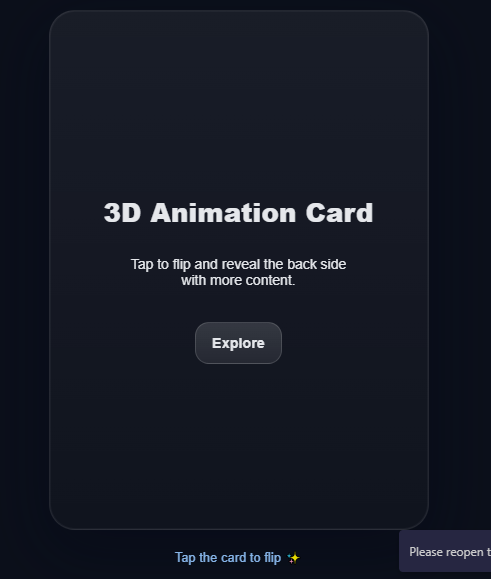 3D Animation Card
Tap to flip and reveal the back side
with more content.
Explore
Tap the card to flip ✨
Please reopen